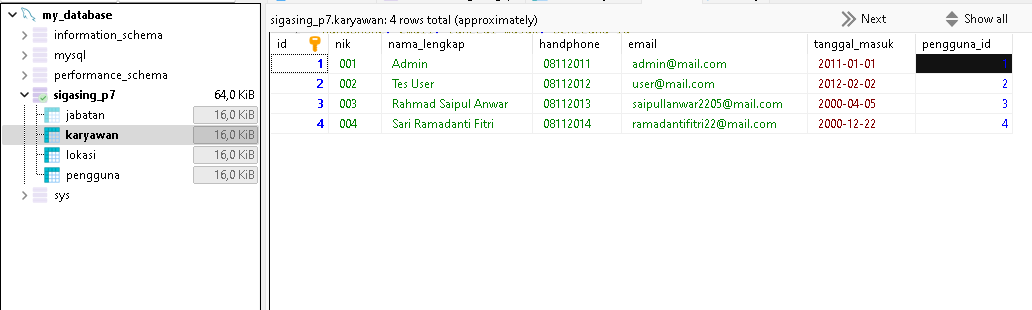 my_database
information_schema
mysql
performance_schema
sigasing_p7 64,0 KiB
jabatan 16,0 KiB
karyawan 16,0 KiB
lokasi 16,0 KiB
pengguna 16,0 KiB
sys
sigasing_p7.karyawan: 4 rows total (approximately) Next Show all
id nik nama_lengkap handphone email tanggal_masuk pengguna_id
1 001 Admin 08112011 admin@mail.com 2011-01-01 1
2 002 Tes User 08112012 user@mail.com 2012-02-02 2
3 003 Rahmad Saipul Anwar 08112013 saipullanwar2205@mail.com 2000-04-05 3
4 004 Sari Ramadanti Fitri 08112014 ramadantifitri22@mail.com 2000-12-22 4